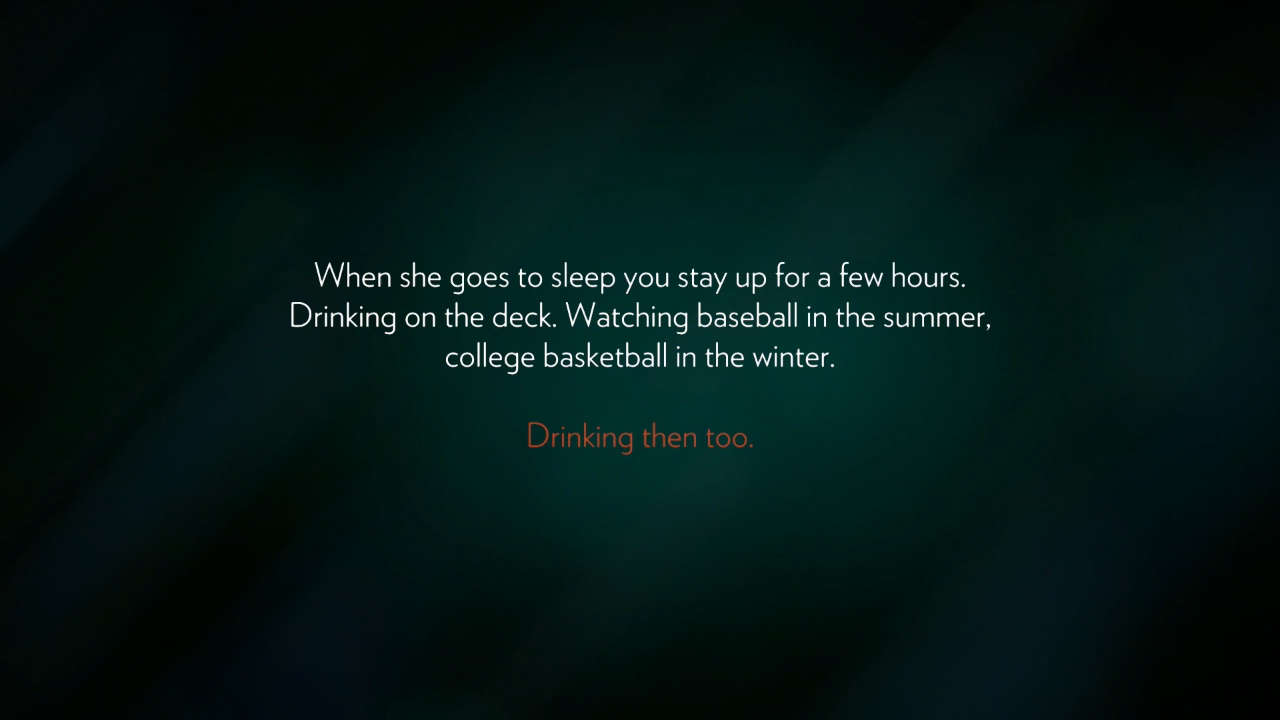 When she goes to sleep you stay up for a few hours.
Drinking on the deck. Watching baseball in the summer,
college basketball in the winter.
Drinking then too.